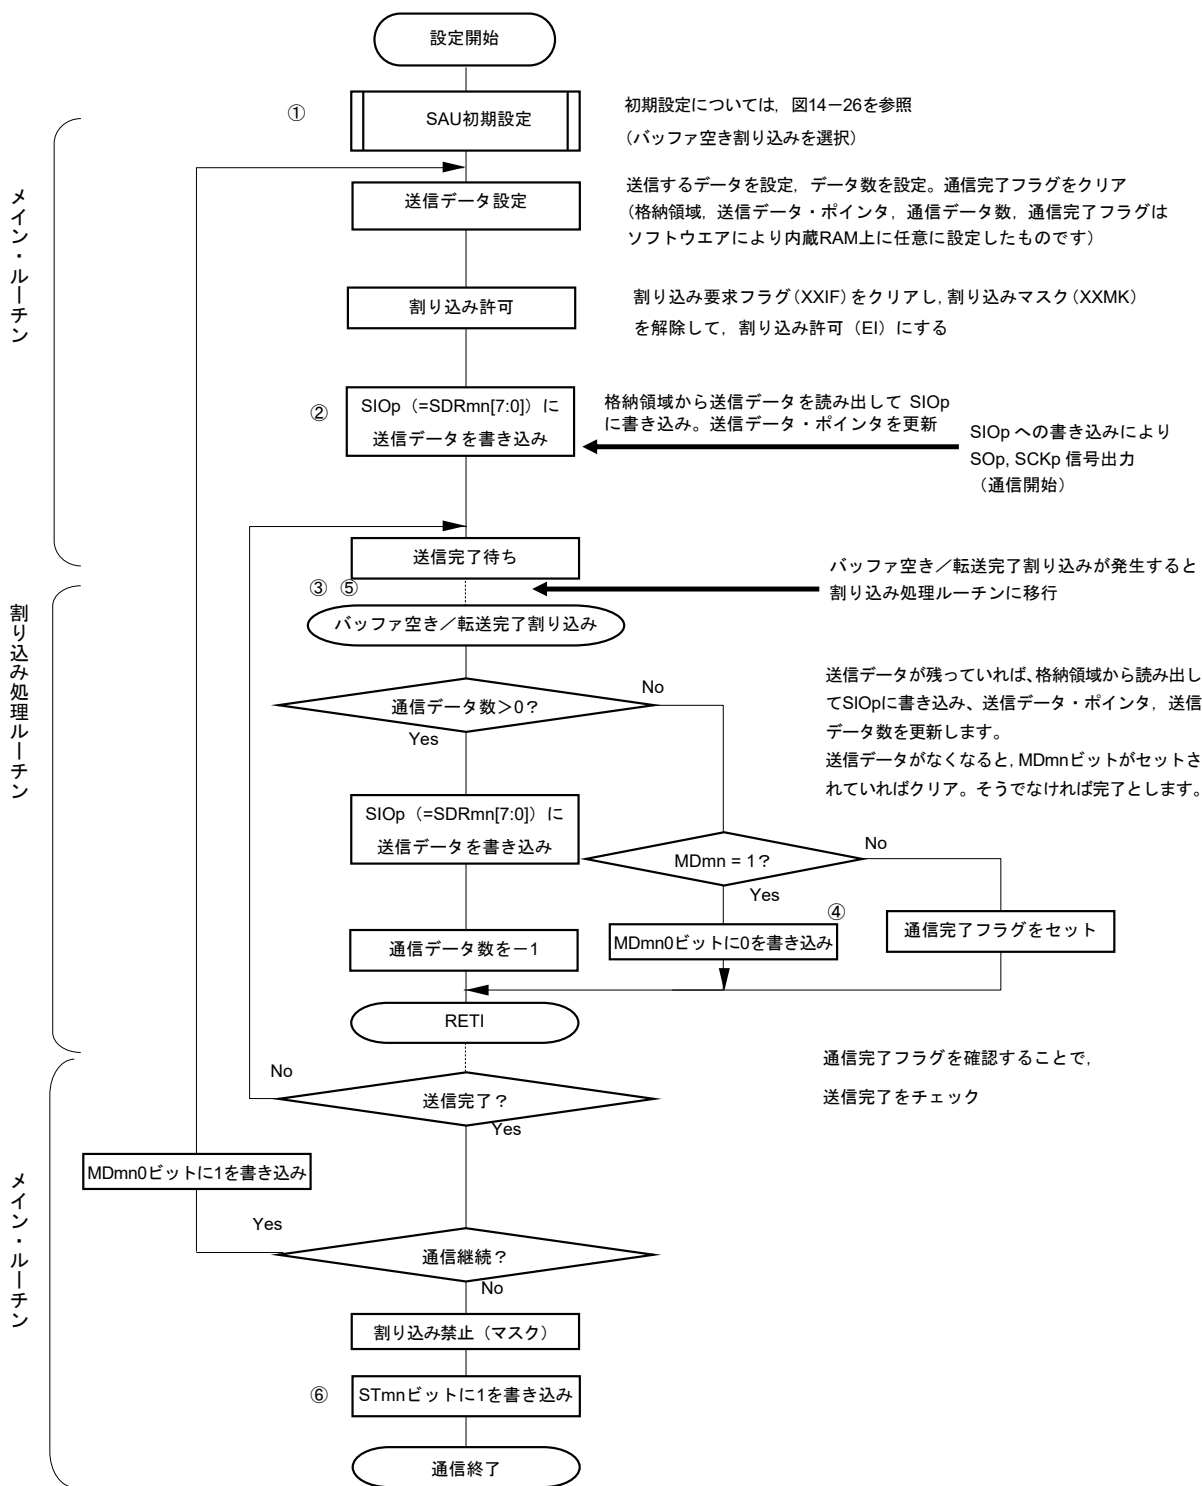 設定開始
①
SAU初期設定
初期設定については，図14－26を参照
（バッファ空き割り込みを選択）
送信データ設定
送信するデータを設定，データ数を設定。通信完了フラグをクリア
（格納領域，送信データ・ポインタ，通信データ数，通信完了フラグは
ソフトウエアにより内蔵RAM上に任意に設定したものです）
メイン・ルーチン
割り込み許可
割り込み要求フラグ（XXIF）をクリアし，割り込みマスク（XXMK）
を解除して，割り込み許可（EI）にする
②
SIOp（=SDRmn[7:0]）に
送信データを書き込み
格納領域から送信データを読み出して SIOp
に書き込み。送信データ・ポインタを更新
SIOp への書き込みにより
SOp, SCKp 信号出力
（通信開始）
送信完了待ち
③ ⑤
バッファ空き／転送完了割り込みが発生すると
割り込み処理ルーチンに移行
割り込み処理ルーチン
バッファ空き／転送完了割り込み
通信データ数＞0？
No
Yes
送信データが残っていれば、格納領域から読み出し
てSIOpに書き込み、送信データ・ポインタ，送信
データ数を更新します。
送信データがなくなると，MDmnビットがセットさ
れていればクリア。そうでなければ完了とします。
SIOp（=SDRmn[7:0]）に
送信データを書き込み
MDmn = 1？
No
Yes
④
通信データ数を－1
MDmn0ビットに0を書き込み
通信完了フラグをセット
RETI
通信完了フラグを確認することで，
送信完了をチェック
No
送信完了？
Yes
MDmn0ビットに1を書き込み
メイン・ルーチン
Yes
通信継続？
No
割り込み禁止（マスク）
⑥
STmnビットに1を書き込み
通信終了